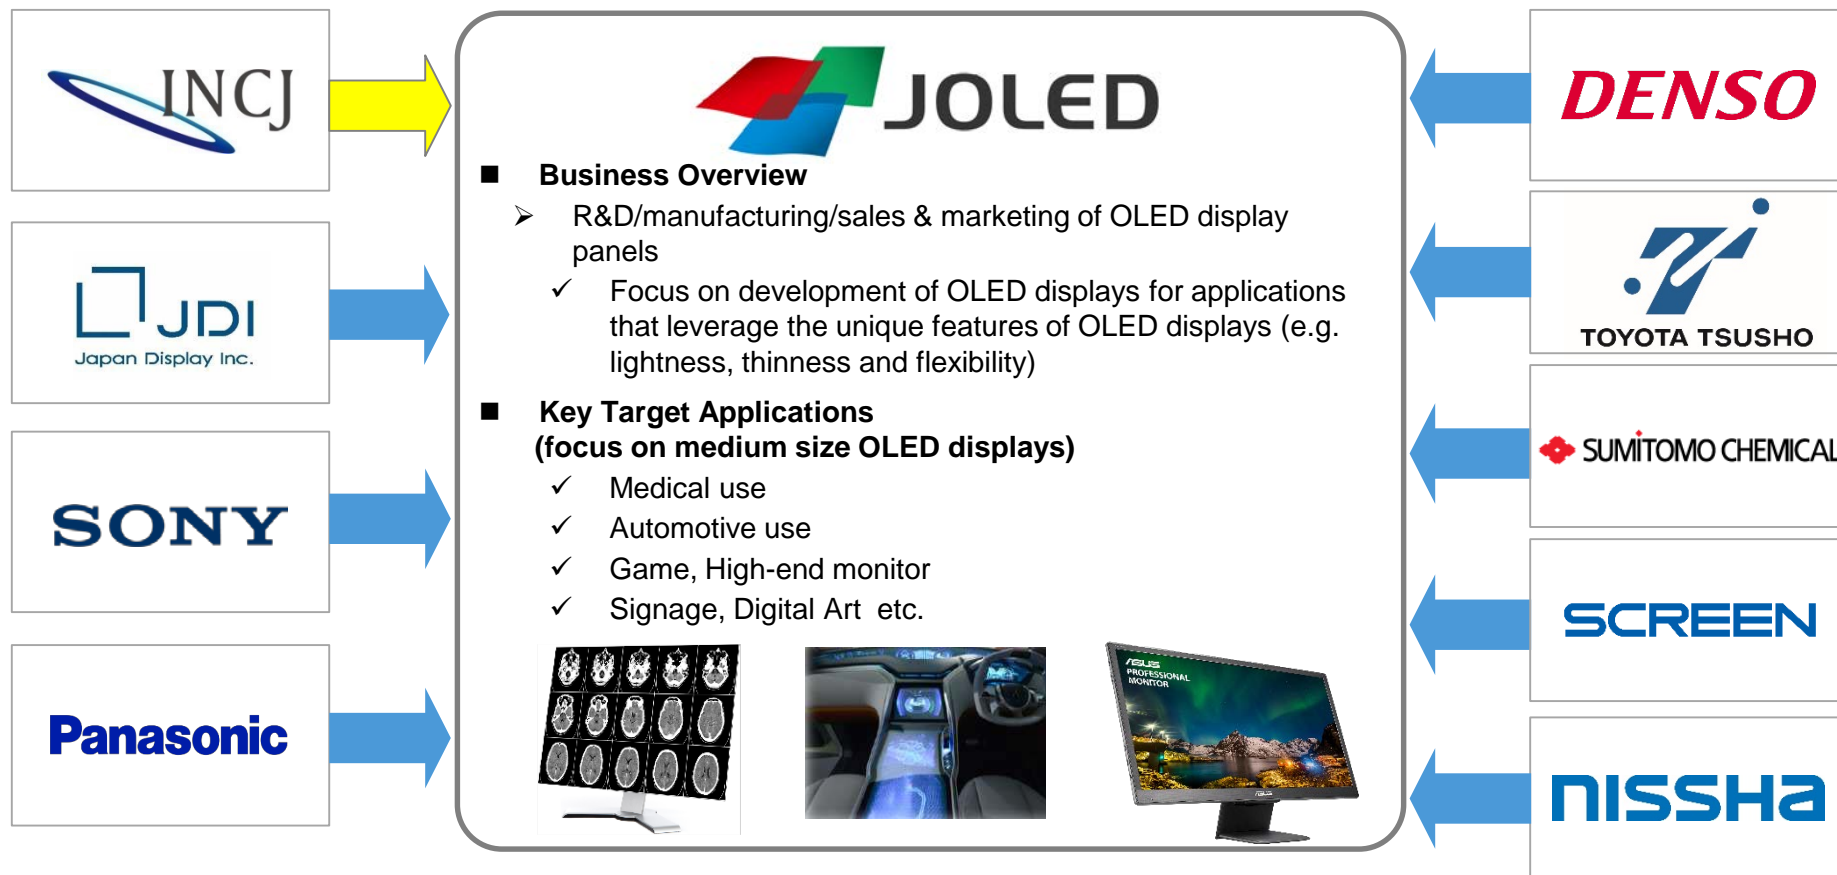 INCJ
JDI
Japan Display Inc.
SONY
Panasonic
JOLED
■ Business Overview
➢ R&D/manufacturing/sales & marketing of OLED display
panels
✓ Focus on development of OLED displays for applications
that leverage the unique features of OLED displays (e.g.
lightness, thinness and flexibility)
■ Key Target Applications
(focus on medium size OLED displays)
✓ Medical use
✓ Automotive use
✓ Game, High-end monitor
✓ Signage, Digital Art etc.
ASUS
PROFESSIONAL
MONITOR
ASUS
DENSO
TOYOTA TSUSHO
SUMITOMO CHEMICAL
SCREEN
NISSHA